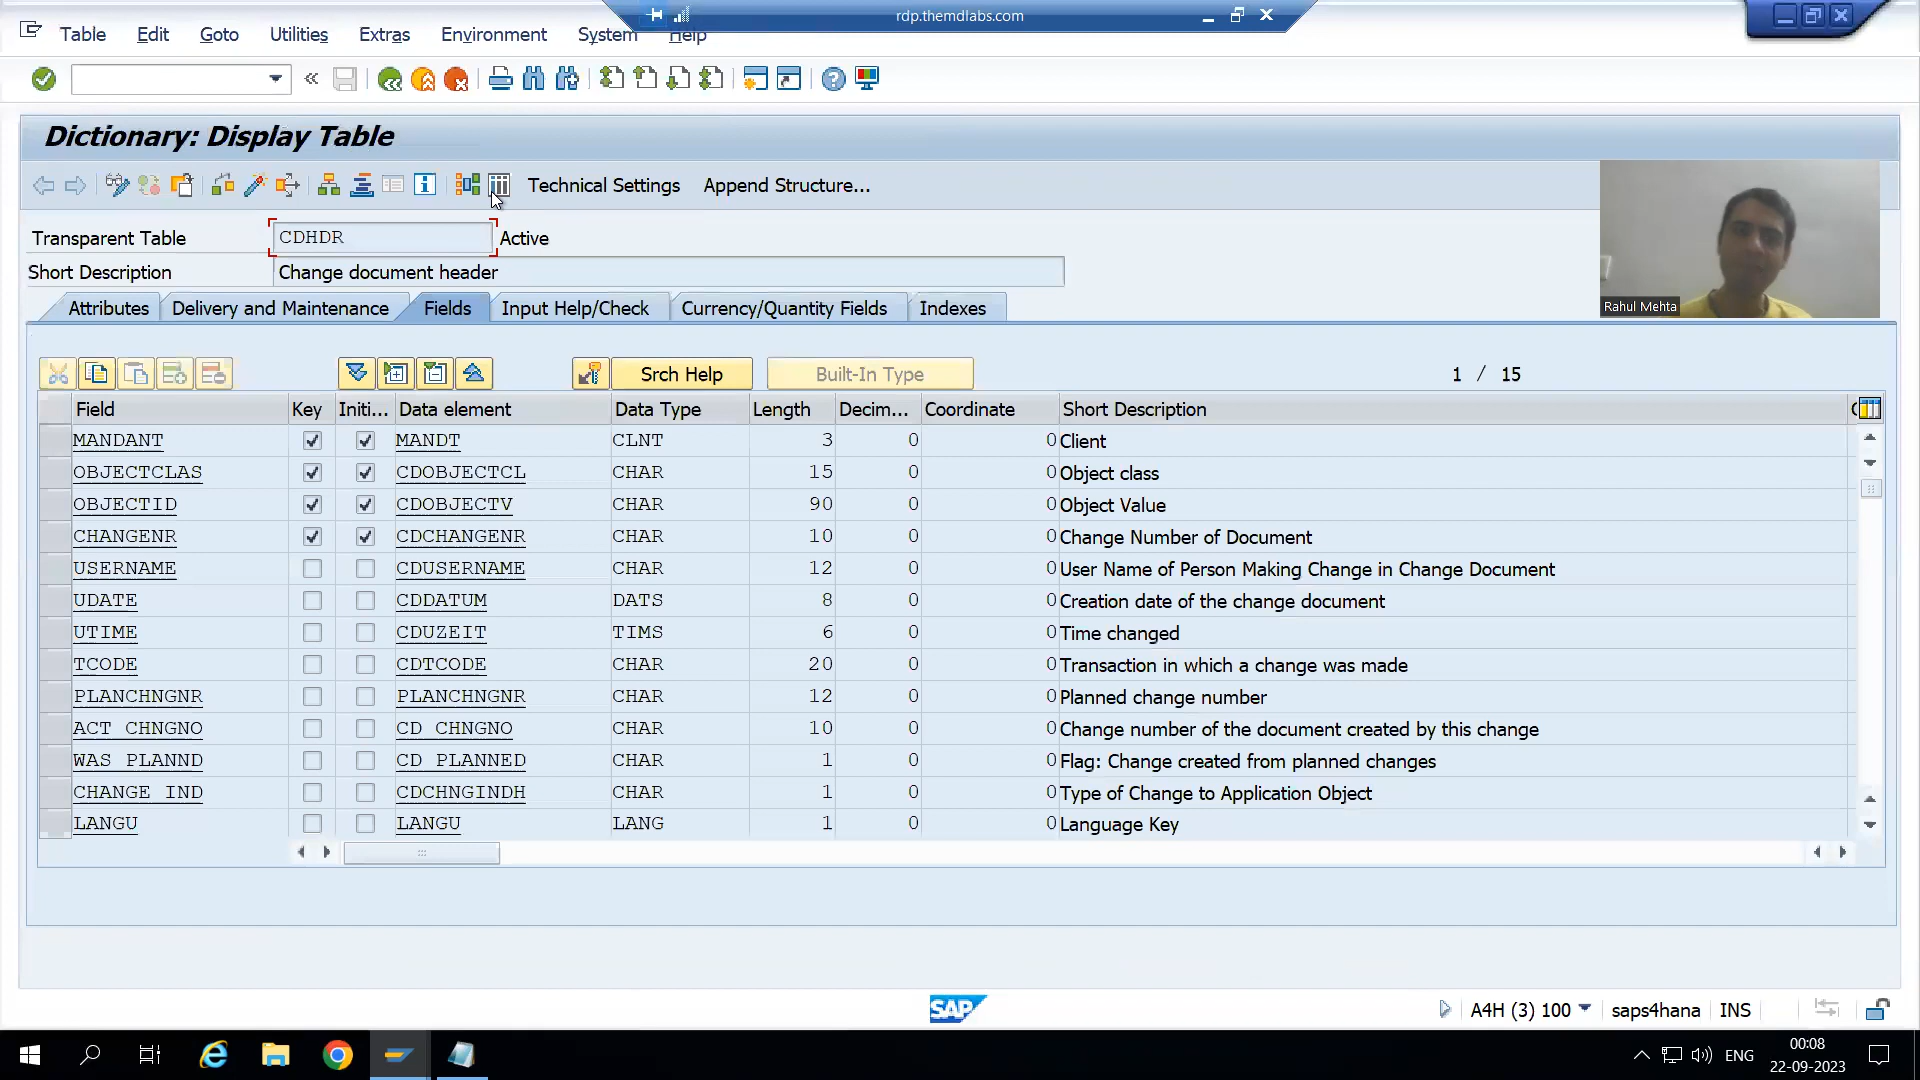 rdp.themdlabs.com
Table Edit Goto Utilities Extras Environment System Help
Dictionary: Display Table
Technical Settings Append Structure...
Transparent Table CDHDR Active
Short Description Change document header
Attributes Delivery and Maintenance Fields Input Help/Check Currency/Quantity Fields Indexes
Rahul Mehta
Srch Help Built-In Type 1 / 15
Field Key Initi... Data element Data Type Length Decim... Coordinate Short Description
MANDANT MANDT CLNT 3 0 0 Client
OBJECTCLAS CDOBJECTCL CHAR 15 0 0 Object class
OBJECTID CDOBJECTV CHAR 90 0 0 Object Value
CHANGENR CDCHANGENR CHAR 10 0 0 Change Number of Document
USERNAME CDUSERNAME CHAR 12 0 0 User Name of Person Making Change in Change Document
UDATE CDDATUM DATS 8 0 0 Creation date of the change document
UTIME CDUZEIT TIMS 6 0 0 Time changed
TCODE CDTCODE CHAR 20 0 0 Transaction in which a change was made
PLANCHNGNR PLANCHNGNR CHAR 12 0 0 Planned change number
ACT_CHNGNO CD_CHNGNO CHAR 10 0 0 Change number of the document created by this change
WAS_PLANND CD_PLANNED CHAR 1 0 0 Flag: Change created from planned changes
CHANGE_IND CDCHNGINDH CHAR 1 0 0 Type of Change to Application Object
LANGU LANGU LANG 1 0 0 Language Key
SAP
A4H (3) 100 saps4hana INS
ENG
00:08
22-09-2023